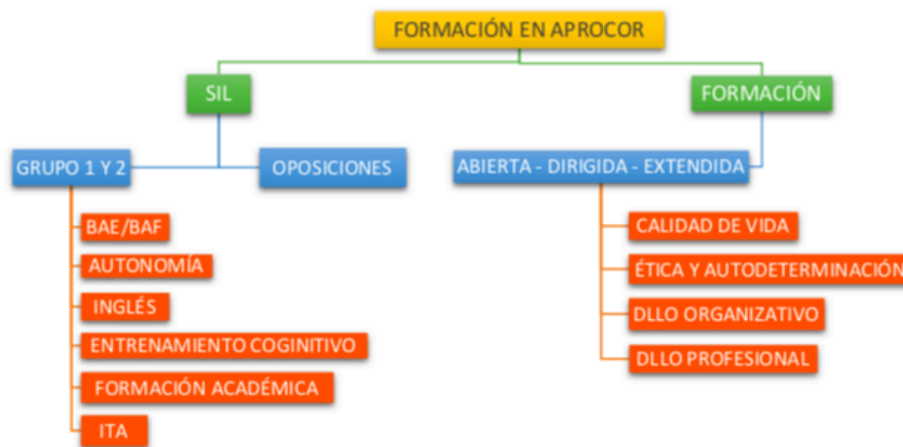 FORMACIÓN EN APROCOR
SIL
FORMACIÓN
GRUPO 1 Y 2
OPOSICIONES
ABIERTA - DIRIGIDA - EXTENDIDA
BAE/BAF
AUTONOMÍA
INGLÉS
ENTRENAMIENTO COGINITIVO
FORMACIÓN ACADÉMICA
ITA
CALIDAD DE VIDA
ÉTICA Y AUTODETERMINACIÓN
DLLO ORGANIZATIVO
DLLO PROFESIONAL